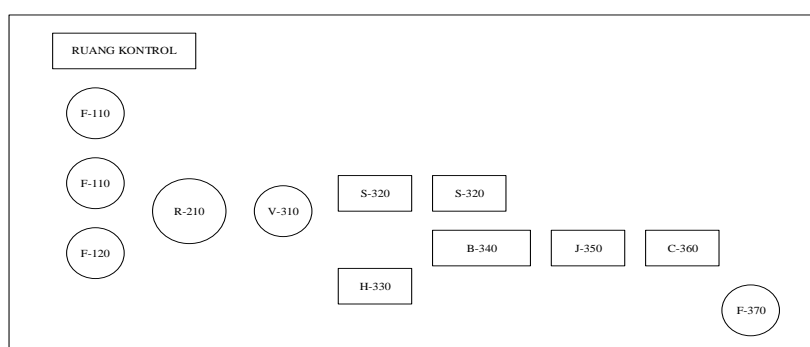 RUANG KONTROL
F-110
F-110
F-120
R-210
V-310
S-320
S-320
B-340
J-350
C-360
H-330
F-370